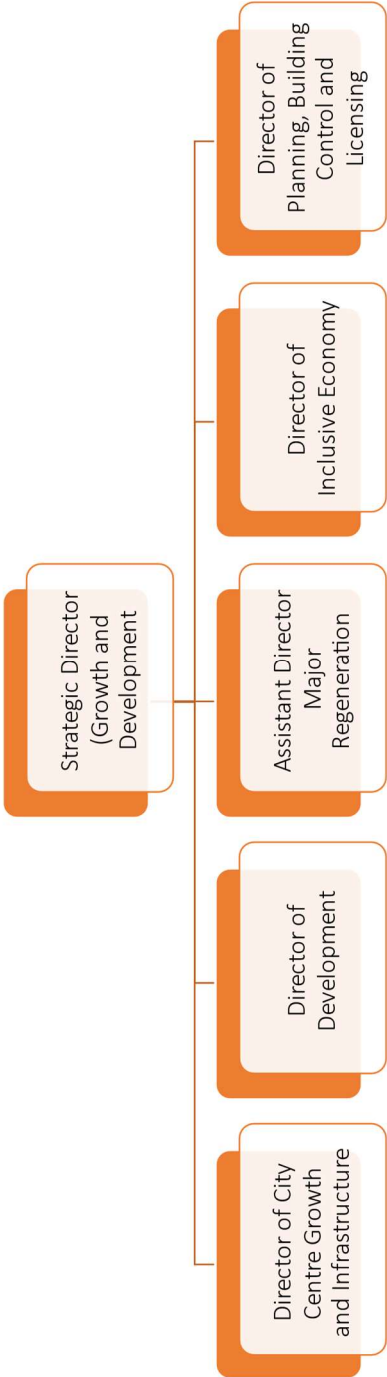 Strategic Director
(Growth and
Development
Director of City
Centre Growth
and Infrastructure
Director of
Development
Assistant Director
Major
Regeneration
Director of
Inclusive Economy
Director of
Planning, Building
Control and
Licensing